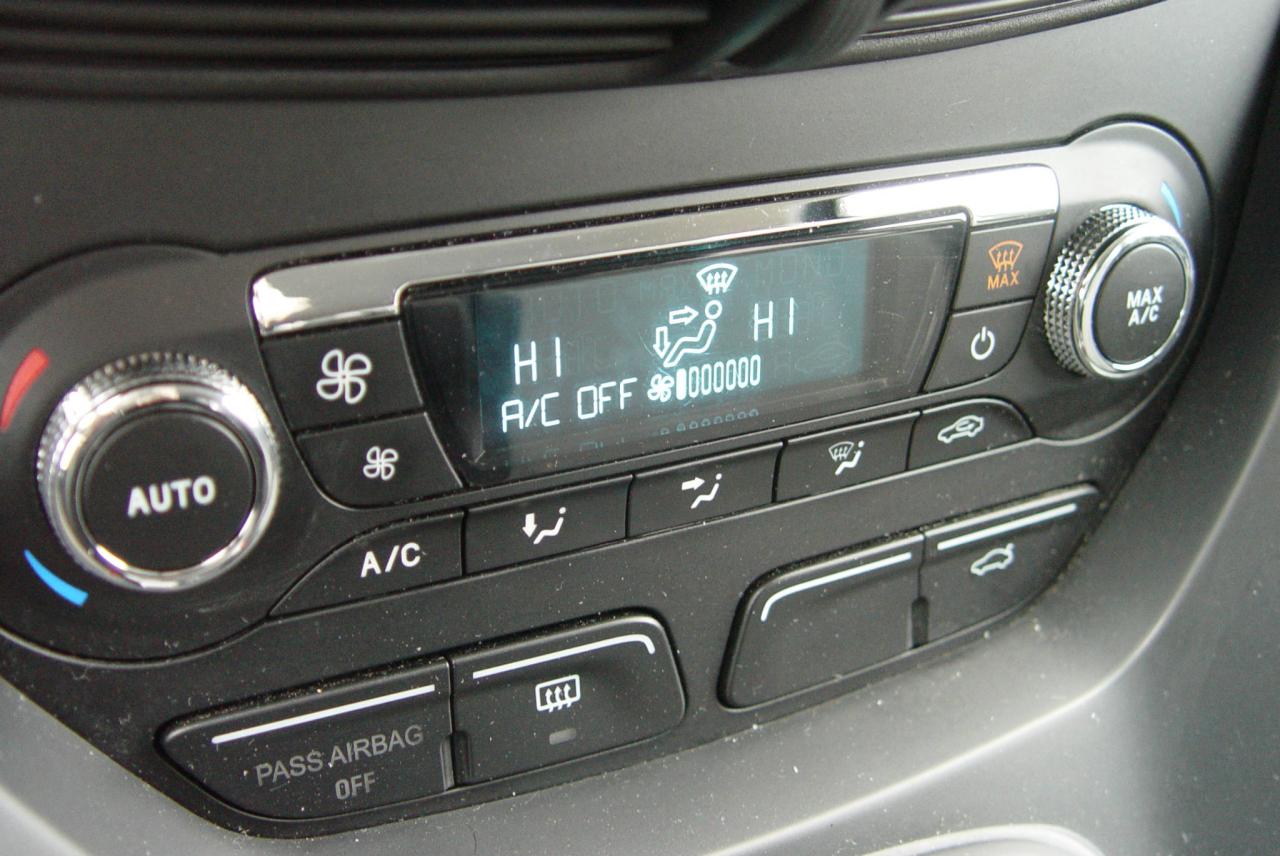 MAX
MAX
A/C
HI
HI
A/C OFF
AUTO
A/C
PASS AIRBAG
OFF